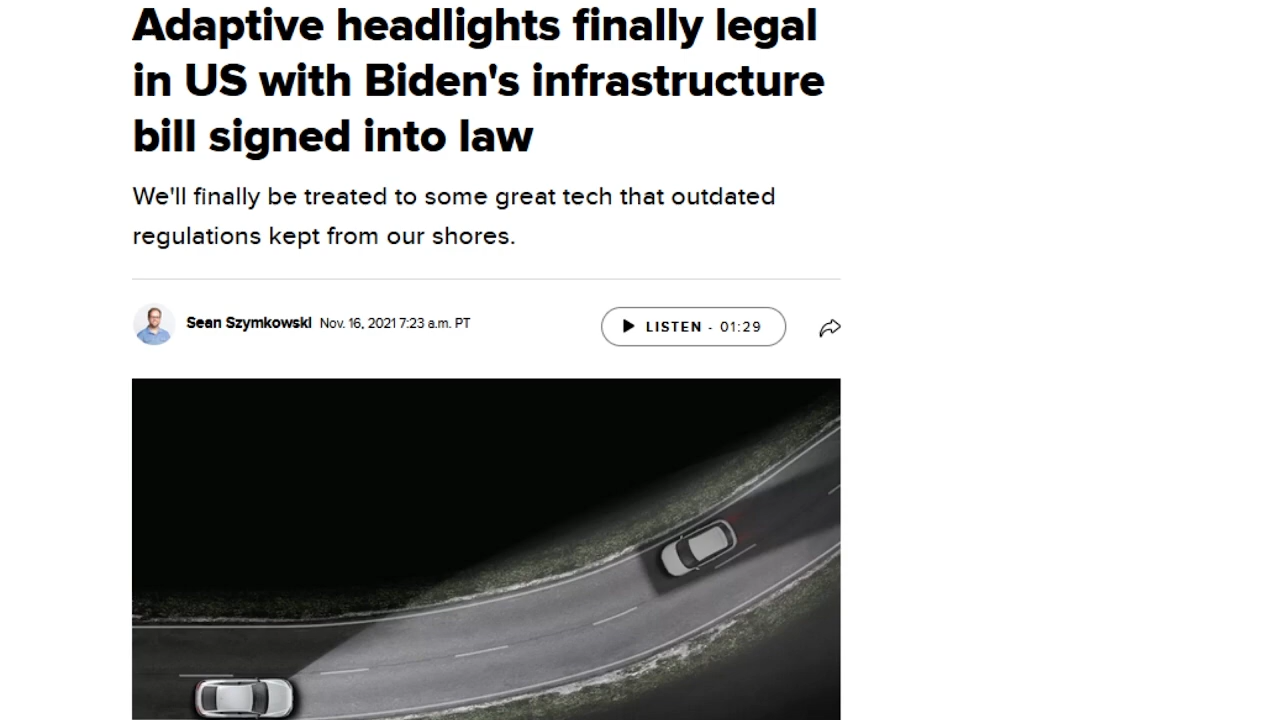 Adaptive headlights finally legal
in US with Biden's infrastructure
bill signed into law
We'll finally be treated to some great tech that outdated
regulations kept from our shores.
Sean Szymkowski Nov. 16, 2021 7:23 a.m. PT
LISTEN - 01:29